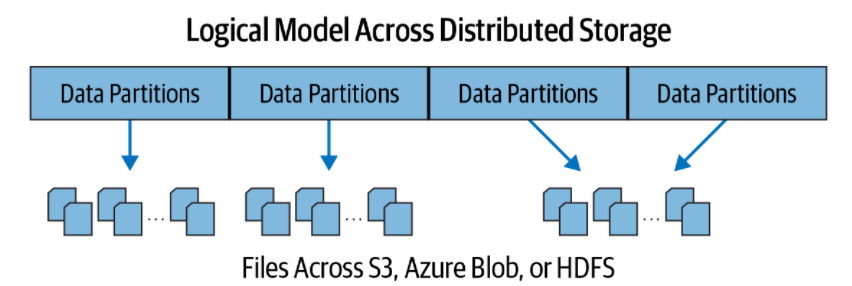 Logical Model Across Distributed Storage
Data Partitions Data Partitions Data Partitions Data Partitions
... ... ...
Files Across S3, Azure Blob, or HDFS